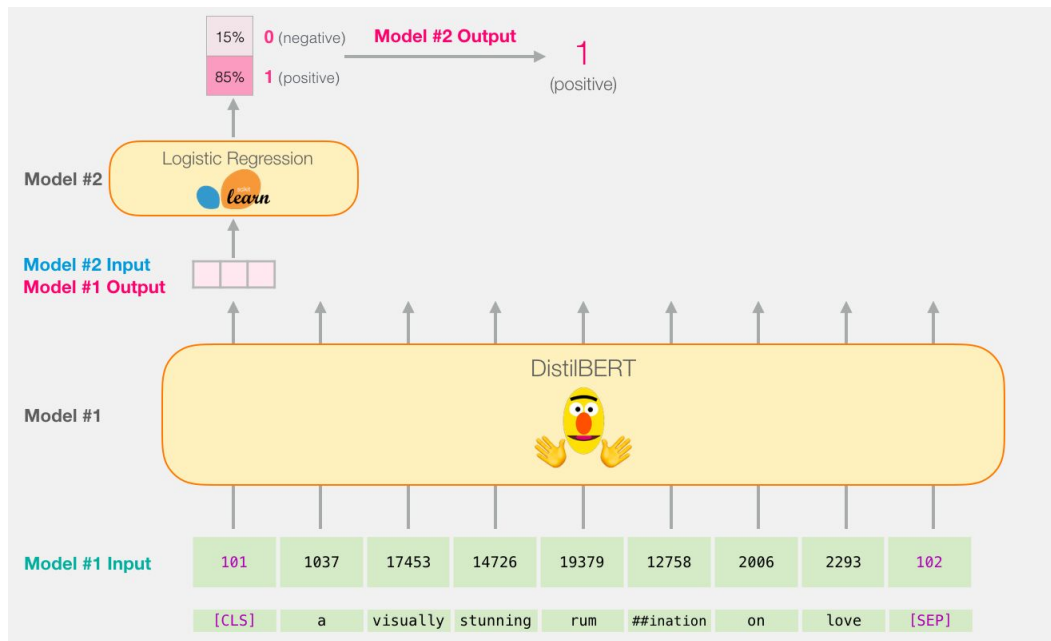 15% 0 (negative) Model #2 Output 1
85% 1 (positive) (positive)
Logistic Regression
Model #2
learn
Model #2 Input
Model #1 Output
DistilBERT
Model #1
Model #1 Input 101 1037 17453 14726 19379 12758 2006 2293 102
[CLS] a visually stunning rum ##ination on love [SEP]